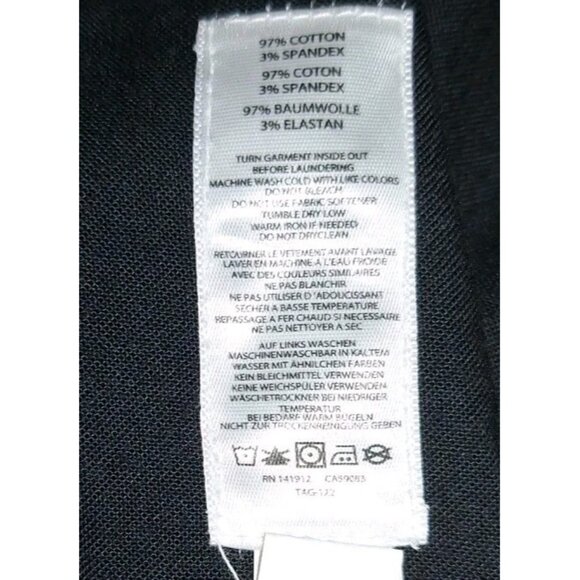 97% COTTON
3% SPANDEX
97% COTON
3% SPANDEX
97% BAUMWOLLE
3% ELASTAN
TURN GARMENT INSIDE OUT
BEFORE LAUNDERING
MACHINE WASH COLD WITH LIKE COLORS
DO NOT BLEACH
DO NOT USE FABRIC SOFTENER
TUMBLE DRY LOW
WARM IRON IF NEEDED
DO NOT DRYCLEAN
RETOURNER LE VETEMENT AVANT LAVAGE
LAVER EN MACHINE A L'EAU FROIDE
AVEC DES COULEURS SIMILAIRES
NE PAS BLANCHIR
NE PAS UTILISER D'ADOUCISSANT
SECHER A BASSE TEMPERATURE
REPASSAGE A FER CHAUD SI NECESSAIRE
NE PAS NETTOYER A SEC
AUF LINKS WASCHEN
MASCHINENWASCHBAR IN KALTEM
WASSER MIT ÄHNLICHEN FARBEN
KEIN BLEICHMITTEL VERWENDEN
KEINE WEICHSPÜLER VERWENDEN
WÄSCHETROCKNER BEI NIEDRIGER
TEMPERATUR
BEI BEDARF WARM BÜGELN
NICHT ZUR TROCKENREINIGUNG GEBEN
RN 141912 CA59083
TAG-122